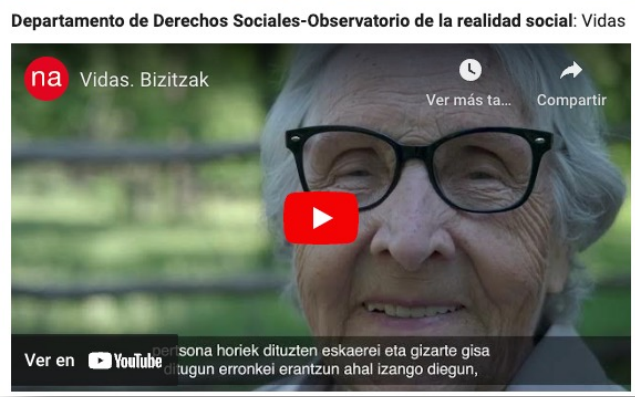 Departamento de Derechos Sociales-Observatorio de la realidad social: Vidas
na Vidas. Bizitzak
Ver más ta... Compartir
pertsona horiek dituzten eskaerei eta gizarte gisa
ditugun erronkei erantzun ahal izango diegun,
Ver en YouTube